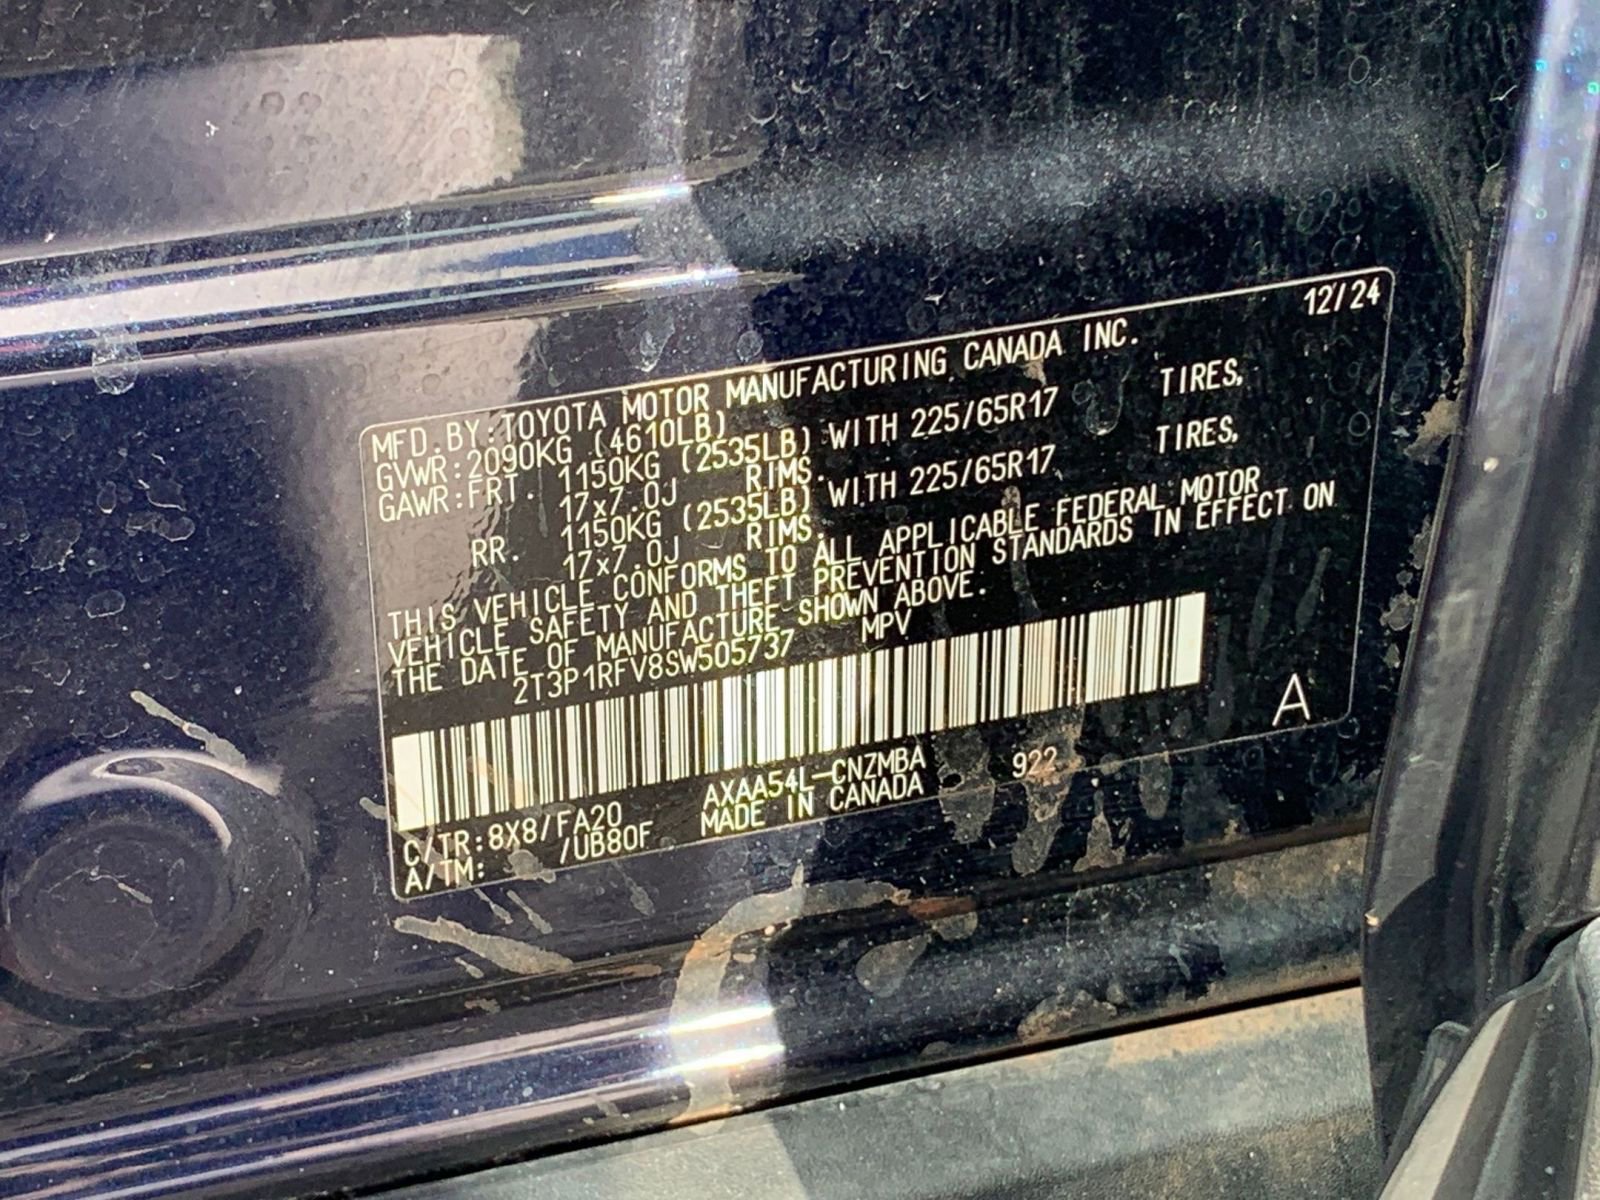 12/24
MFD. BY: TOYOTA MOTOR MANUFACTURING CANADA INC.
GVWR: 2090KG (4610LB)
GAWR: FRT. 1150KG (2535LB) WITH 225/65R17 TIRES,
17x7.0J RIMS.
RR. 1150KG (2535LB) WITH 225/65R17 TIRES,
17x7.0J RIMS.
THIS VEHICLE CONFORMS TO ALL APPLICABLE FEDERAL MOTOR
VEHICLE SAFETY AND THEFT PREVENTION STANDARDS IN EFFECT ON
THE DATE OF MANUFACTURE SHOWN ABOVE.
2T3P1RFV8SW505737 MPV
A
C/TR: 8X8/FA20 AXAA54L-CNZMBA 922
A/TM: /UB80F MADE IN CANADA